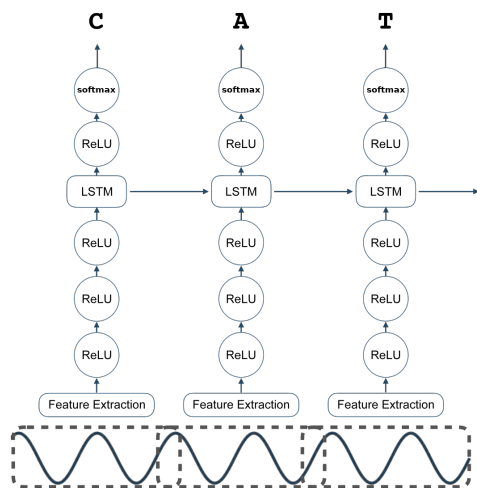 C A T
softmax softmax softmax
ReLU ReLU ReLU
LSTM LSTM LSTM
ReLU ReLU ReLU
ReLU ReLU ReLU
ReLU ReLU ReLU
Feature Extraction Feature Extraction Feature Extraction